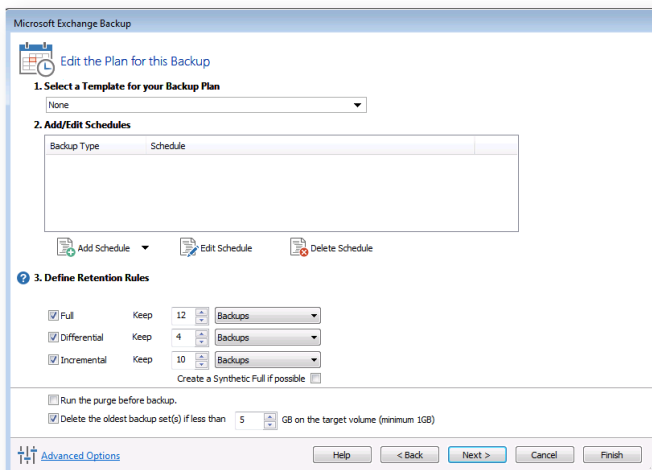 Microsoft Exchange Backup
Edit the Plan for this Backup
1. Select a Template for your Backup Plan
None
2. Add/Edit Schedules
Backup Type Schedule
Add Schedule Edit Schedule Delete Schedule
? 3. Define Retention Rules
Full Keep 12 Backups
Differential Keep 4 Backups
Incremental Keep 10 Backups
Create a Synthetic Full if possible
Run the purge before backup.
Delete the oldest backup set(s) if less than 5 GB on the target volume (minimum 1GB)
Advanced Options Help < Back Next > Cancel Finish